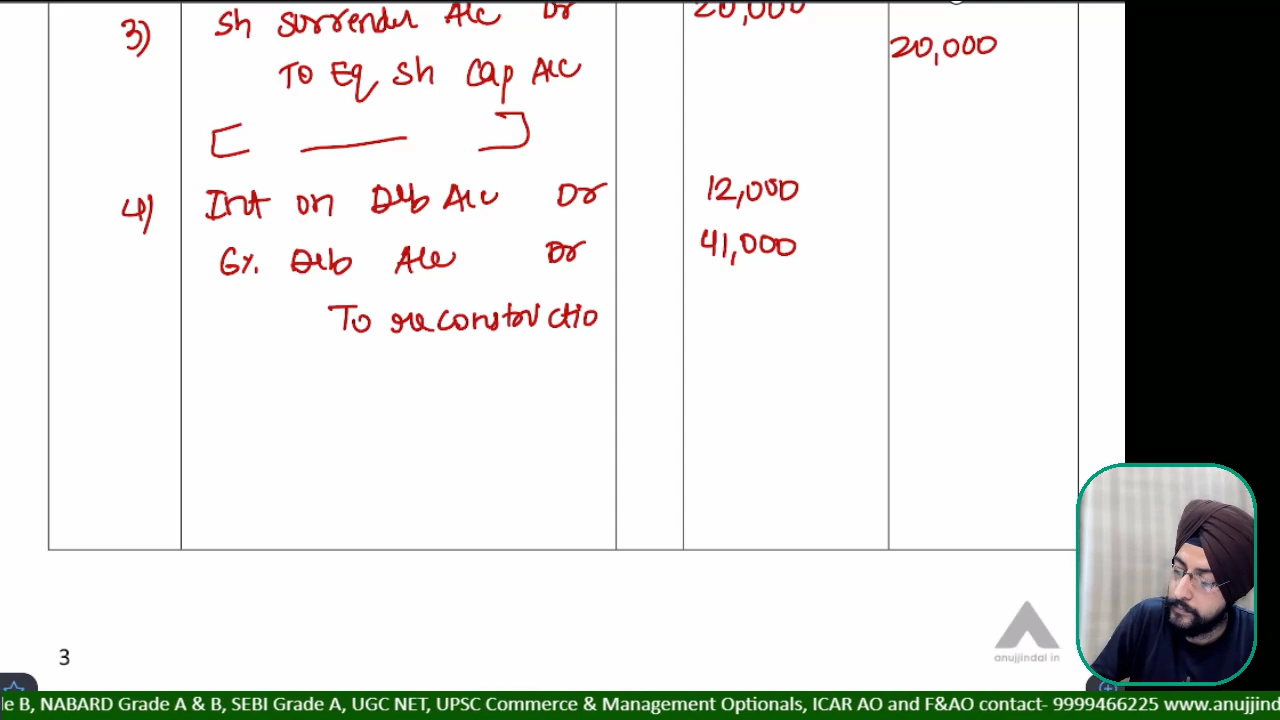 3) Sh Surrender A/c Dr 20,000
To Eq Sh Cap A/c 20,000
4) Int on Deb A/c Dr 12,000
6% Deb A/c Dr 41,000
To reconstructio
3
anujjindal.in
le B, NABARD Grade A & B, SEBI Grade A, UGC NET, UPSC Commerce & Management Optionals, ICAR AO and F&AO contact- 9999466225 www.anujjind